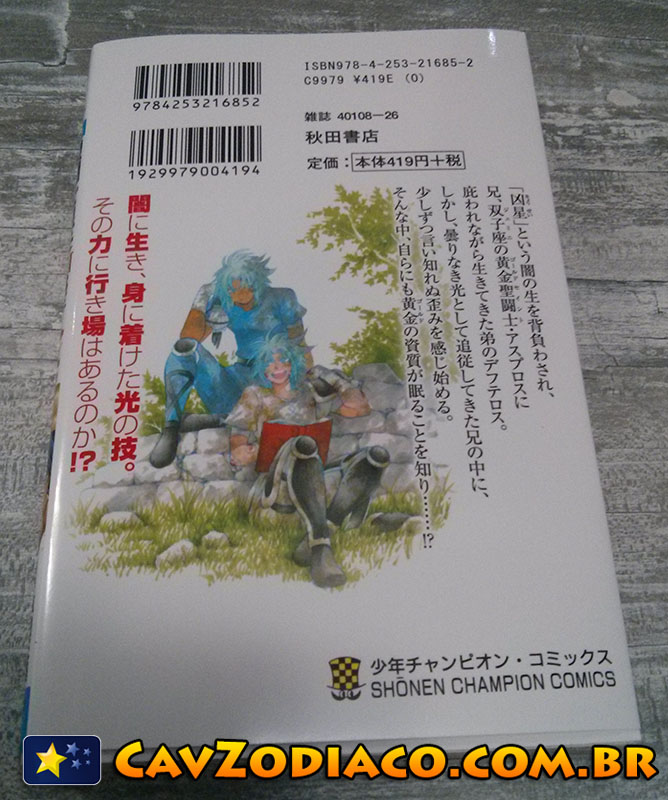 ISBN978-4-253-21685-2
C9979 ¥419E (0)
9784253216852
雑誌 40108-26
秋田書店
定価：本体419円+税
1929979004194
「凶星」という闇の生を背負わされ、
兄、双子座の黄金聖闘士・アスプロスに
庇われながら生きてきた弟のデフテロス。
しかし、曇りなき光として追従してきた兄の中に、
少しずつ言い知れぬ歪みを感じ始める。
そんな中、自らにも黄金の資質が眠ることを知り……!?
闇に生き、身に着けた光の技。
その力に行き場はあるのか!?
少年チャンピオン・コミックス
SHŌNEN CHAMPION COMICS
CAVZODIACO.COM.BR